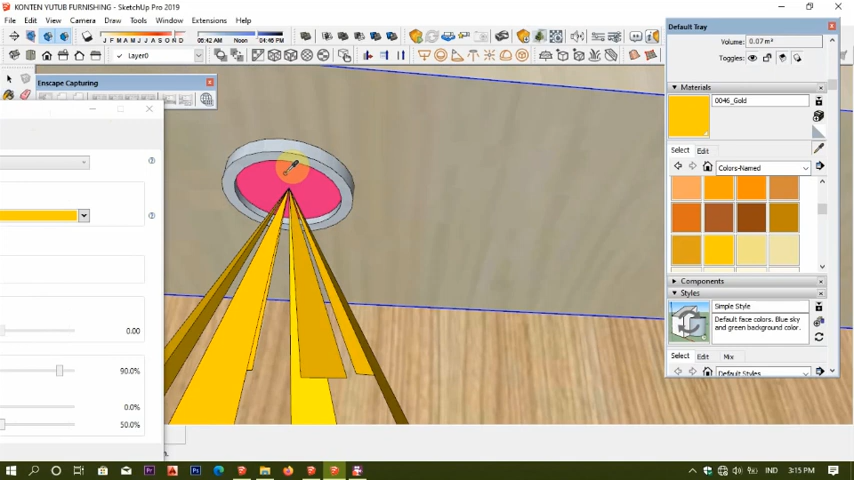 KONTEN YUTUB FURNISHING* - SketchUp Pro 2019
File Edit View Camera Draw Tools Window Extensions Help
J F M A M J J A S O N D 06:42 AM Noon 04:46 PM
Layer0
Enscape Capturing
0.00
90.0%
0.0%
50.0%
Default Tray
Volume: 0.07 m³
Toggles:
Materials
0046_Gold
Select Edit
Colors-Named
Components
Styles
Simple Style
Default face colors. Blue sky
and green background color.
Select Edit Mix
Default Styles
IND 3:15 PM